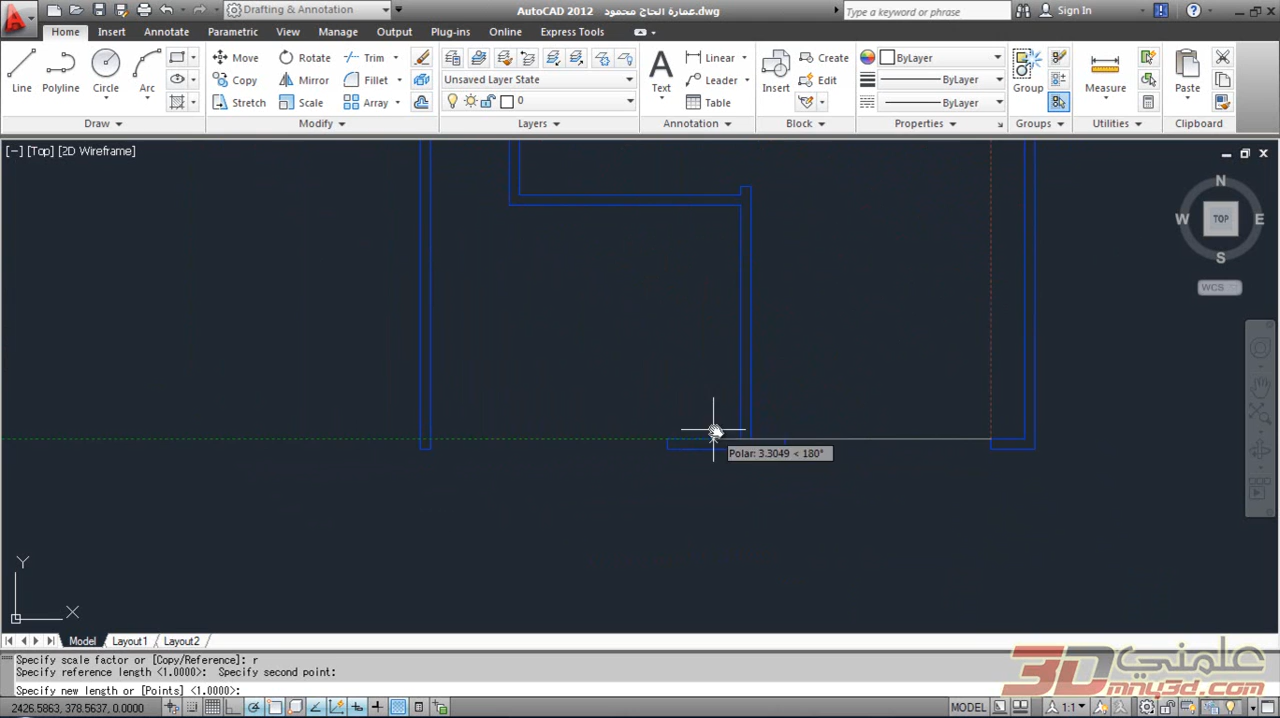 Drafting & Annotation
AutoCAD 2012 عمارة الحاج محمود.dwg
Type a keyword or phrase
Sign In
Home Insert Annotate Parametric View Manage Output Plug-ins Online Express Tools
Line Polyline Circle Arc
Move Rotate Trim
Copy Mirror Fillet
Stretch Scale Array
Unsaved Layer State
0
Text
Linear
Leader
Table
Insert
Create
Edit
ByLayer
ByLayer
ByLayer
Group
Measure
Paste
Draw Modify Layers Annotation Block Properties Groups Utilities Clipboard
[−] [Top] [2D Wireframe]
N
W TOP E
S
WCS
Polar: 3.3049 < 180°
Y
X
Model Layout1 Layout2
Specify scale factor or [Copy/Reference]: r
Specify reference length <1.0000>: Specify second point:
Specify new length or [Points] <1.0000>:
2426.5863, 378.5637, 0.0000
MODEL
1:1
3D علمني
mny3d.com